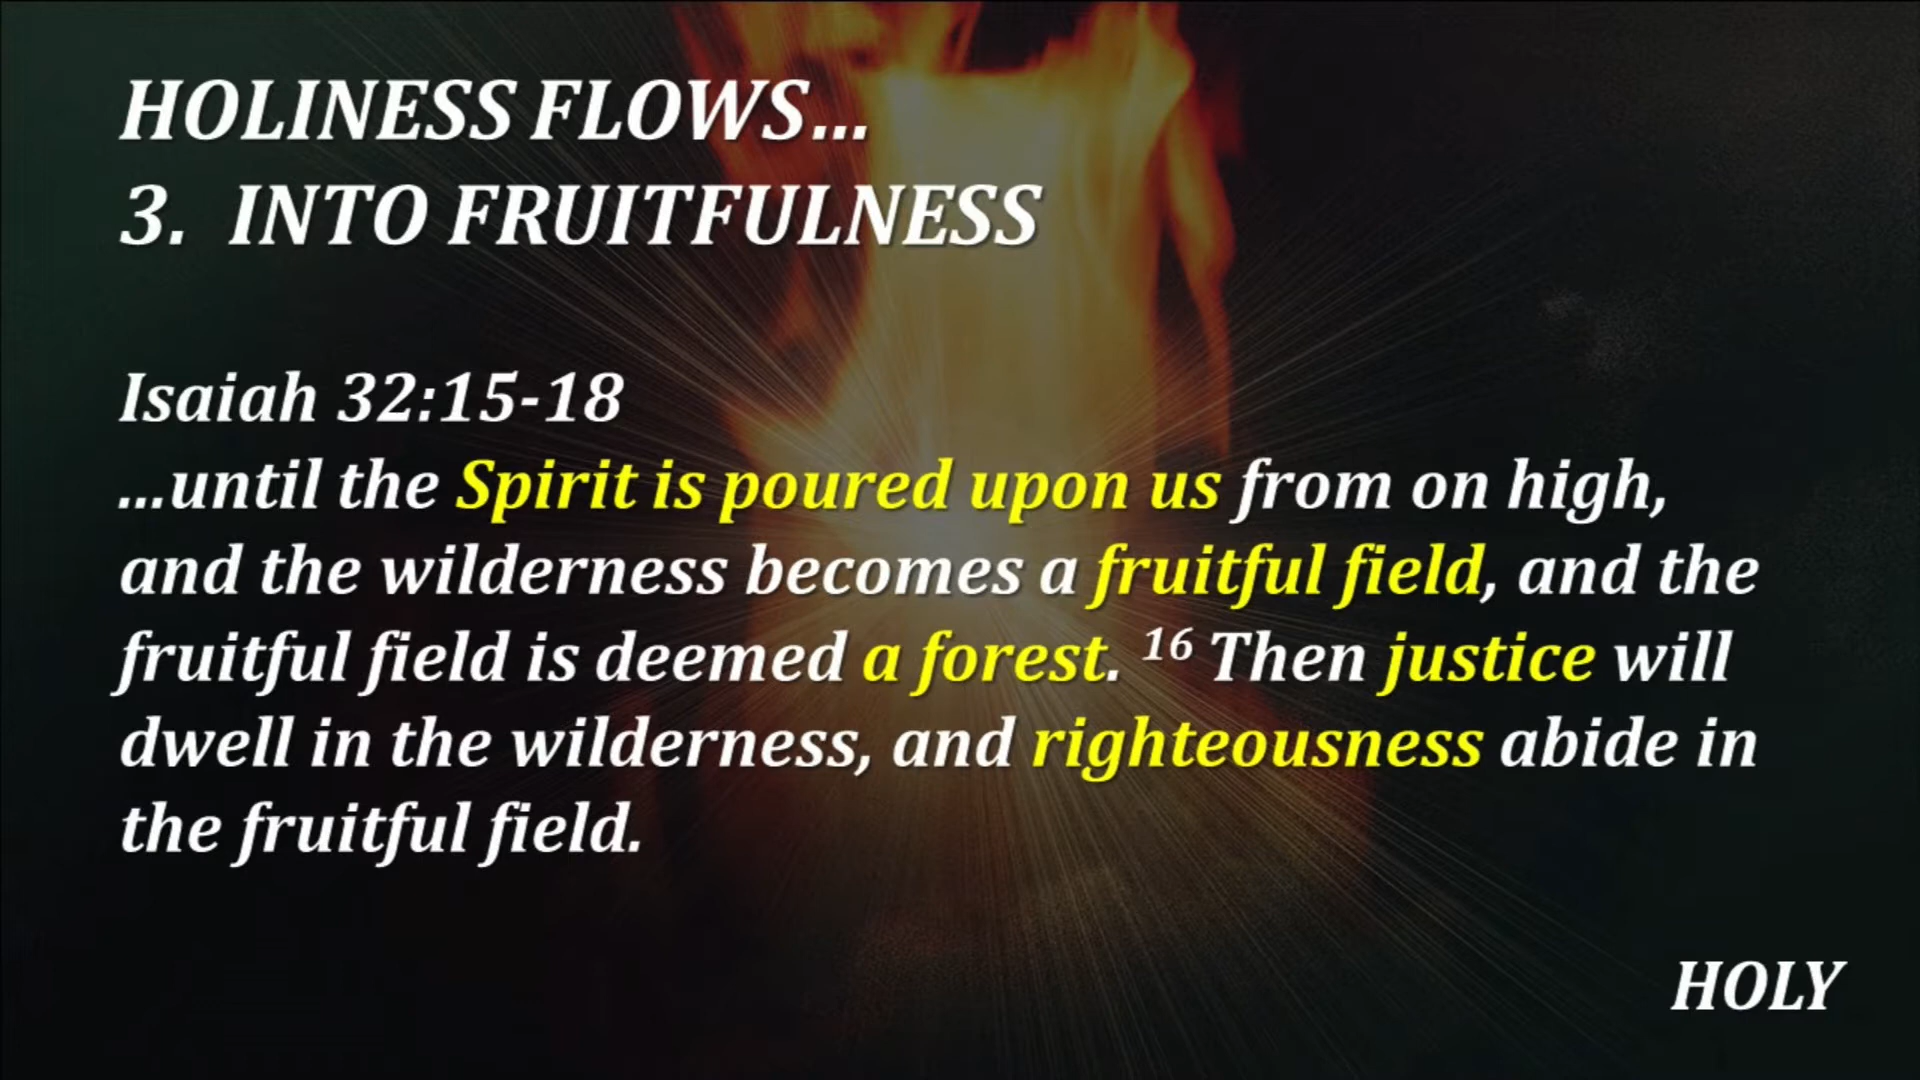 HOLINESS FLOWS...
3. INTO FRUITFULNESS
Isaiah 32:15-18
...until the Spirit is poured upon us from on high,
and the wilderness becomes a fruitful field, and the
fruitful field is deemed a forest. 16 Then justice will
dwell in the wilderness, and righteousness abide in
the fruitful field.
HOLY